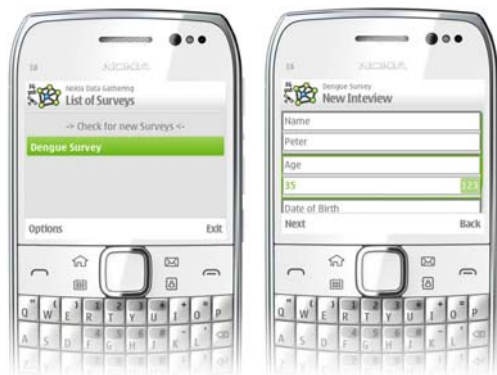 NOKIA
Nokia Data Gathering
List of Surveys
-> Check for new Surveys <-
Dengue Survey
Options Exit
Q W E R T Y U I O P
A S D F G H J K L
NOKIA
Dengue Survey
New Inteview
Name
Peter
Age
35 123
Date of Birth
Next Back
Q W E R T Y U I O P
A S D F G H J K L